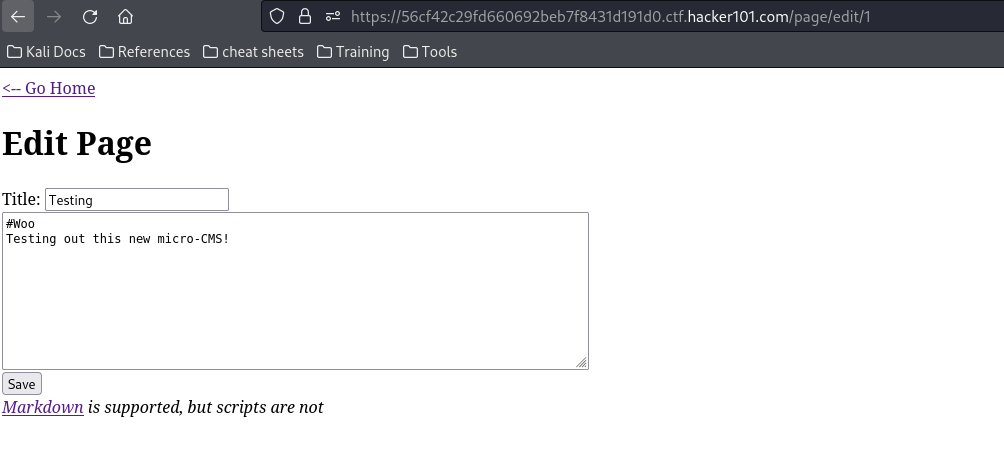 https://56cf42c29fd660692beb7f8431d191d0.ctf.hacker101.com/page/edit/1
Kali Docs References cheat sheets Training Tools
<-- Go Home
Edit Page
Title: Testing
#Woo
Testing out this new micro-CMS!
Save
Markdown is supported, but scripts are not